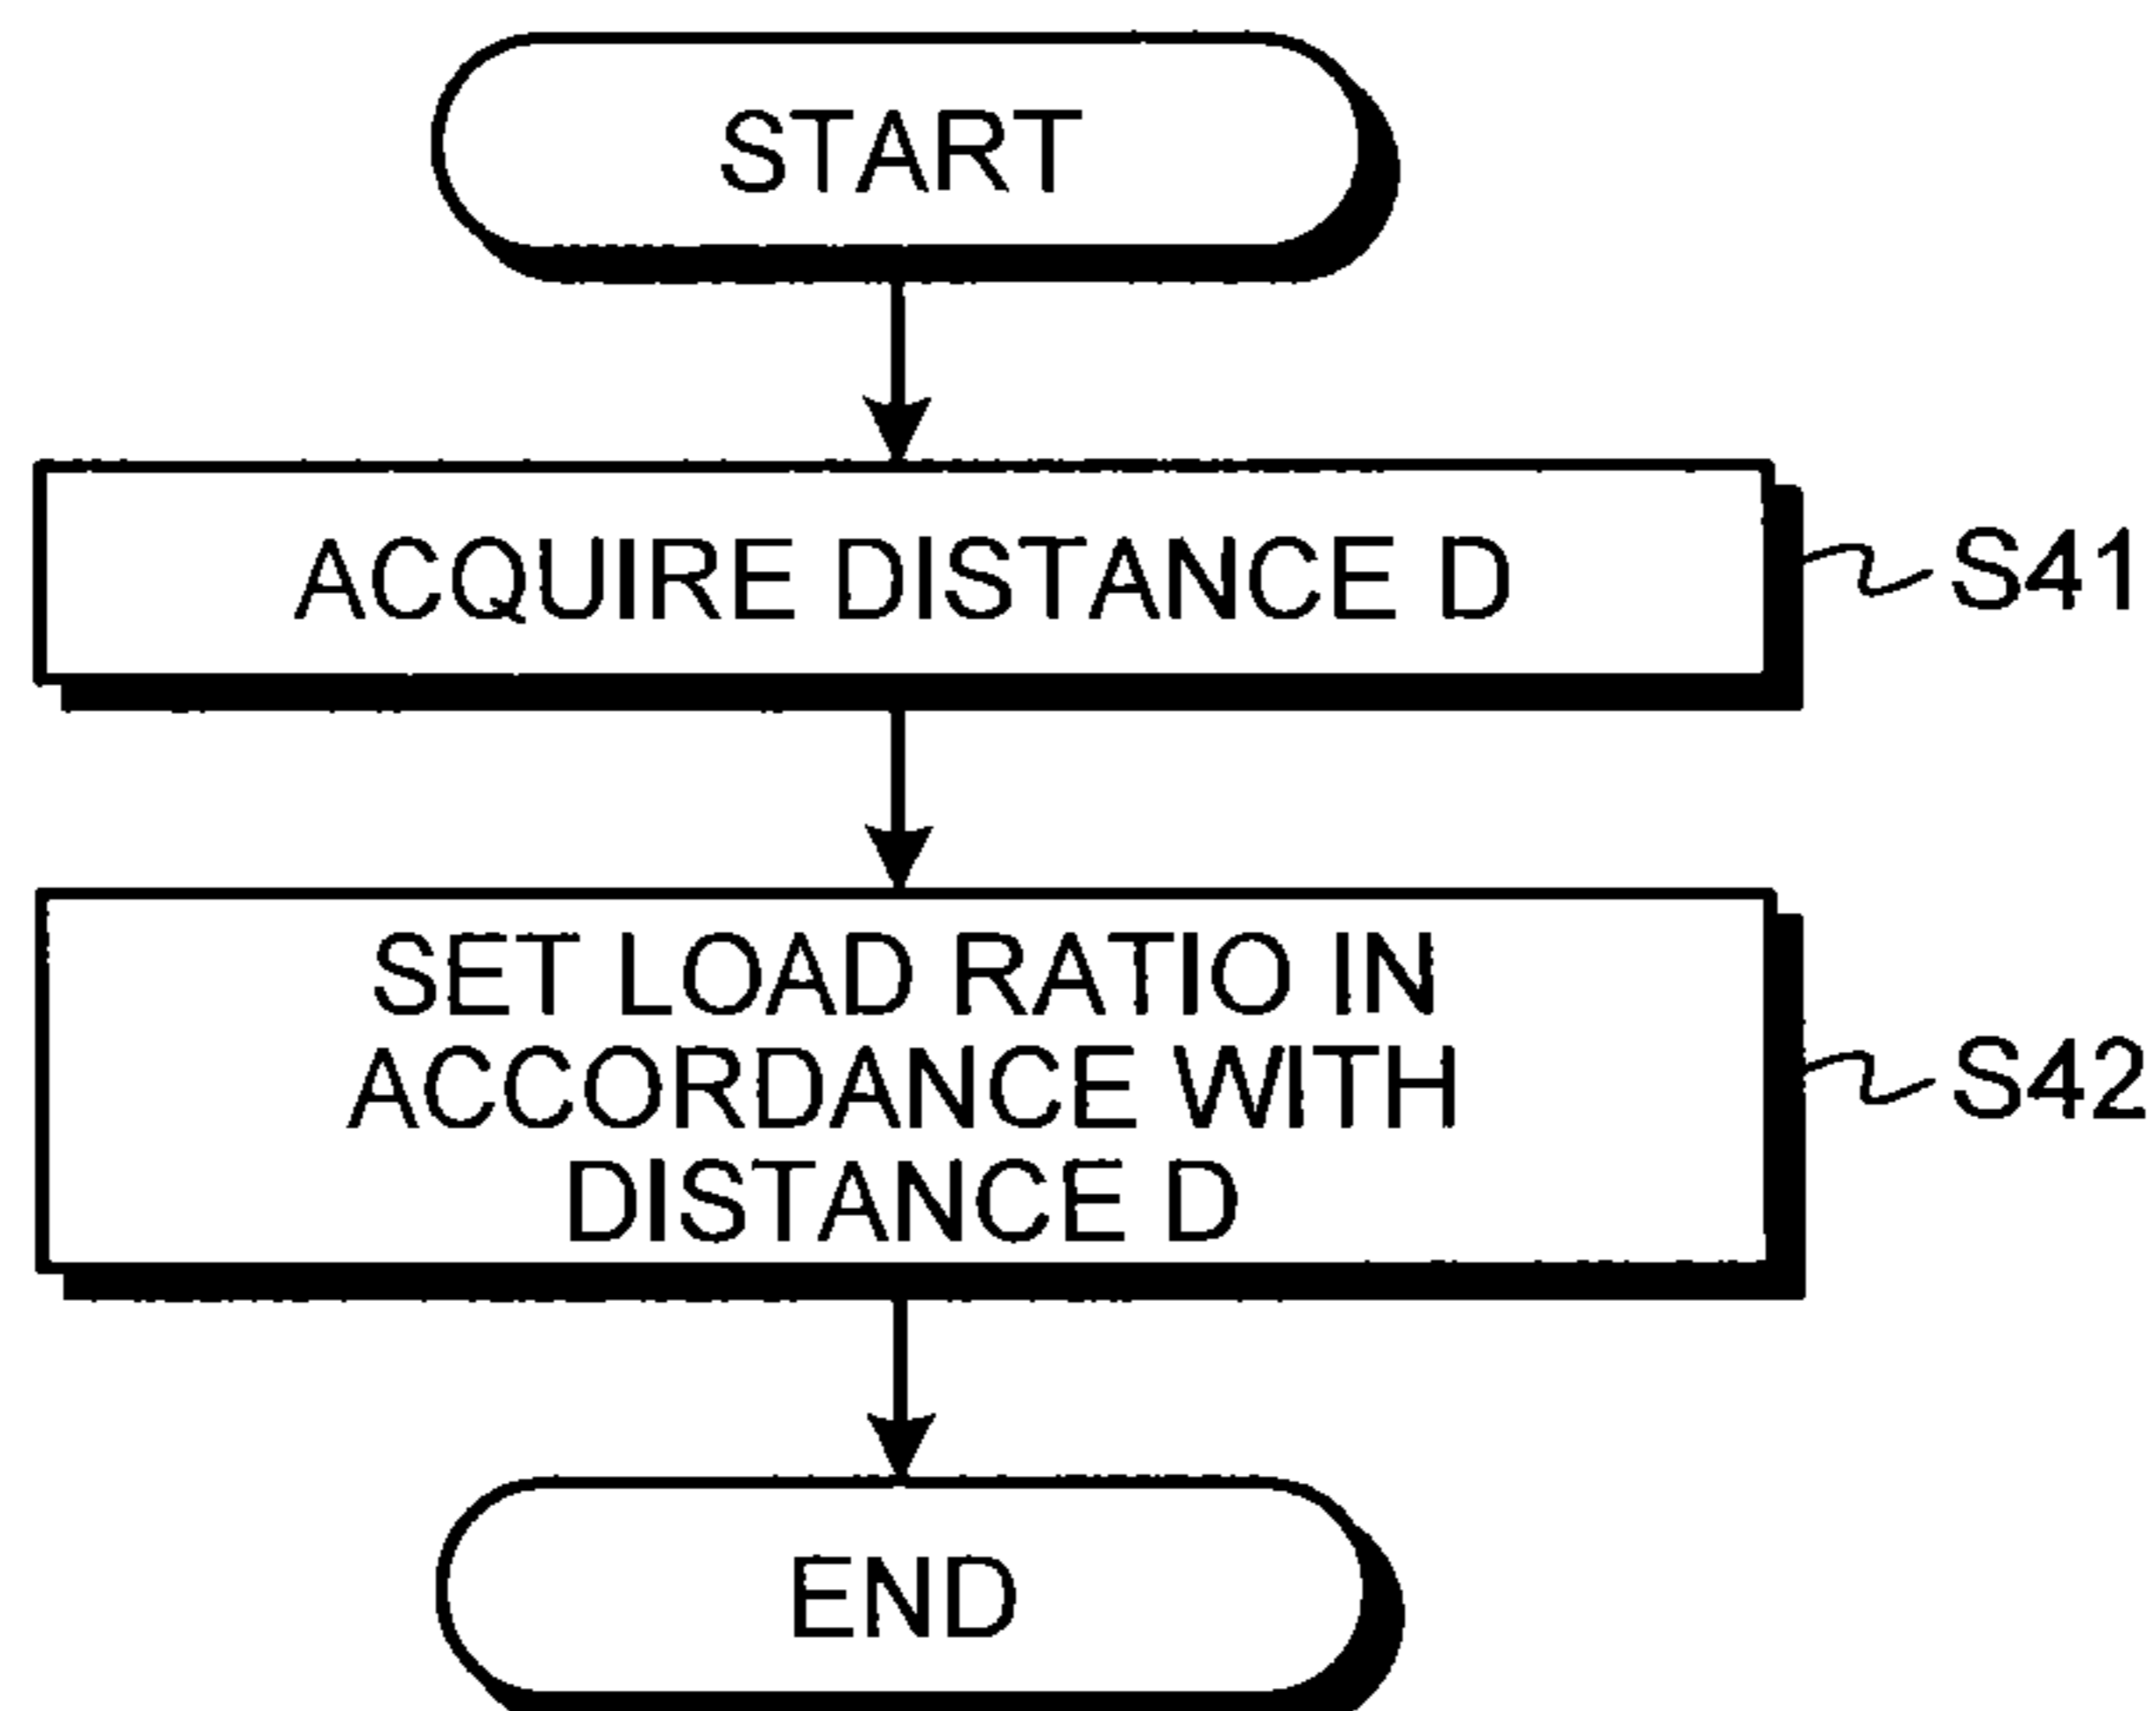 START
ACQUIRE DISTANCE D
S41
SET LOAD RATIO IN
ACCORDANCE WITH
DISTANCE D
S42
END